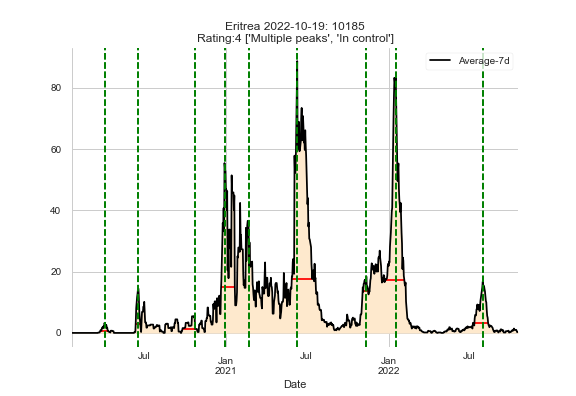 Eritrea 2022-10-19: 10185
Rating:4 ['Multiple peaks', 'In control']
Average-7d
80
60
40
20
0
Jul Jan Jul Jan Jul
2021 2022
Date